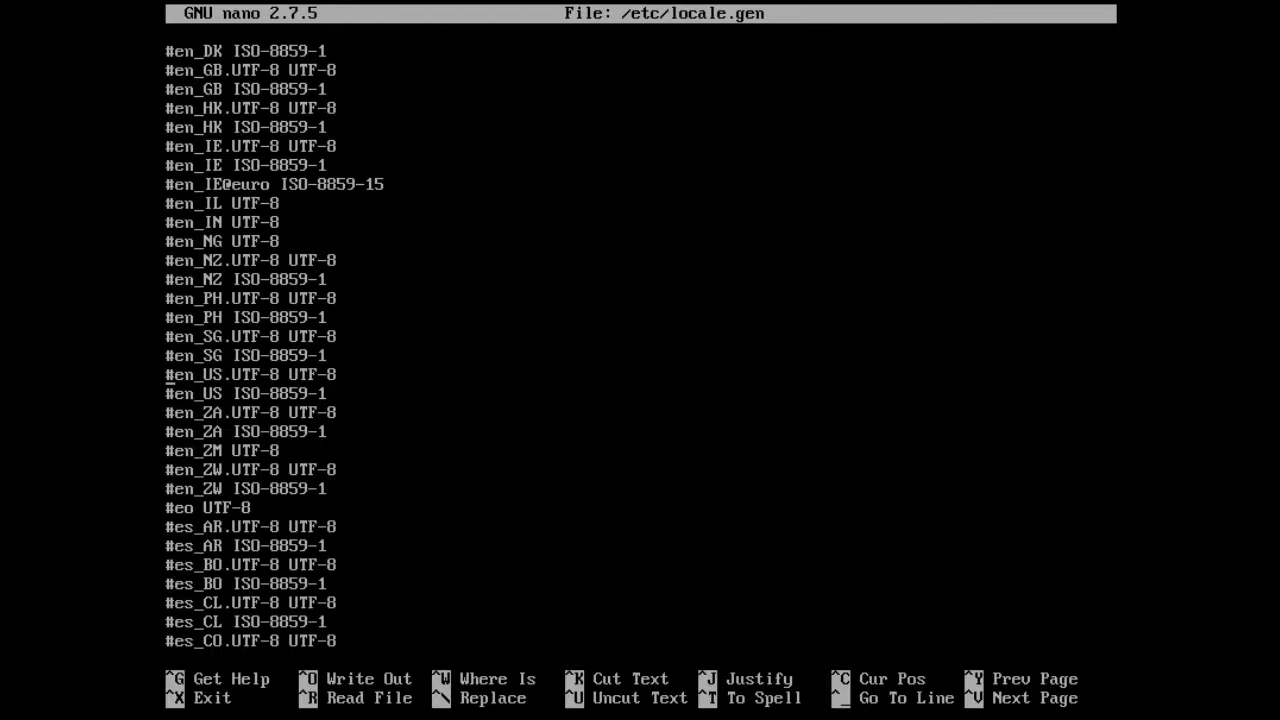 GNU nano 2.7.5 File: /etc/locale.gen
#en_DK ISO-8859-1
#en_GB.UTF-8 UTF-8
#en_GB ISO-8859-1
#en_HK.UTF-8 UTF-8
#en_HK ISO-8859-1
#en_IE.UTF-8 UTF-8
#en_IE ISO-8859-1
#en_IE@euro ISO-8859-15
#en_IL UTF-8
#en_IN UTF-8
#en_NG UTF-8
#en_NZ.UTF-8 UTF-8
#en_NZ ISO-8859-1
#en_PH.UTF-8 UTF-8
#en_PH ISO-8859-1
#en_SG.UTF-8 UTF-8
#en_SG ISO-8859-1
#en_US.UTF-8 UTF-8
#en_US ISO-8859-1
#en_ZA.UTF-8 UTF-8
#en_ZA ISO-8859-1
#en_ZM UTF-8
#en_ZW.UTF-8 UTF-8
#en_ZW ISO-8859-1
#eo UTF-8
#es_AR.UTF-8 UTF-8
#es_AR ISO-8859-1
#es_BO.UTF-8 UTF-8
#es_BO ISO-8859-1
#es_CL.UTF-8 UTF-8
#es_CL ISO-8859-1
#es_CO.UTF-8 UTF-8
^G Get Help ^O Write Out ^W Where Is ^K Cut Text ^J Justify ^C Cur Pos ^Y Prev Page
^X Exit ^R Read File ^\ Replace ^U Uncut Text ^T To Spell ^_ Go To Line ^V Next Page